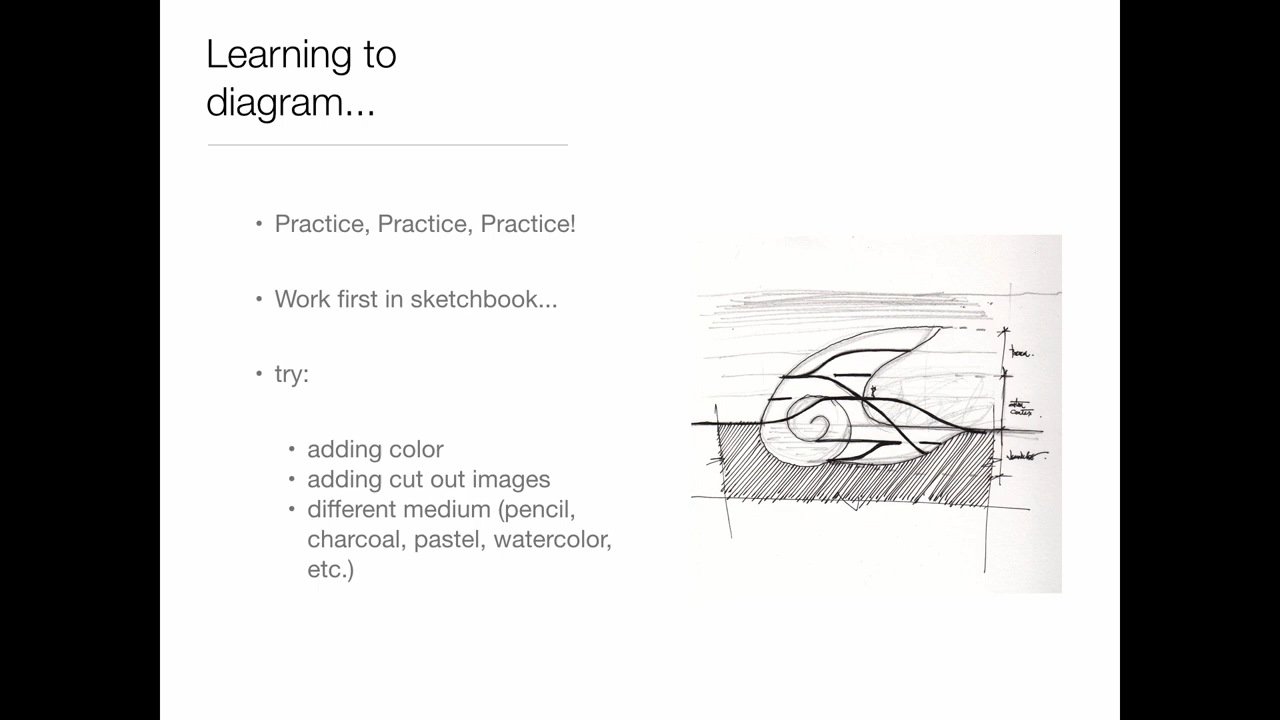 Learning to
diagram...
• Practice, Practice, Practice!
• Work first in sketchbook...
• try:
• adding color
• adding cut out images
• different medium (pencil,
charcoal, pastel, watercolor,
etc.)